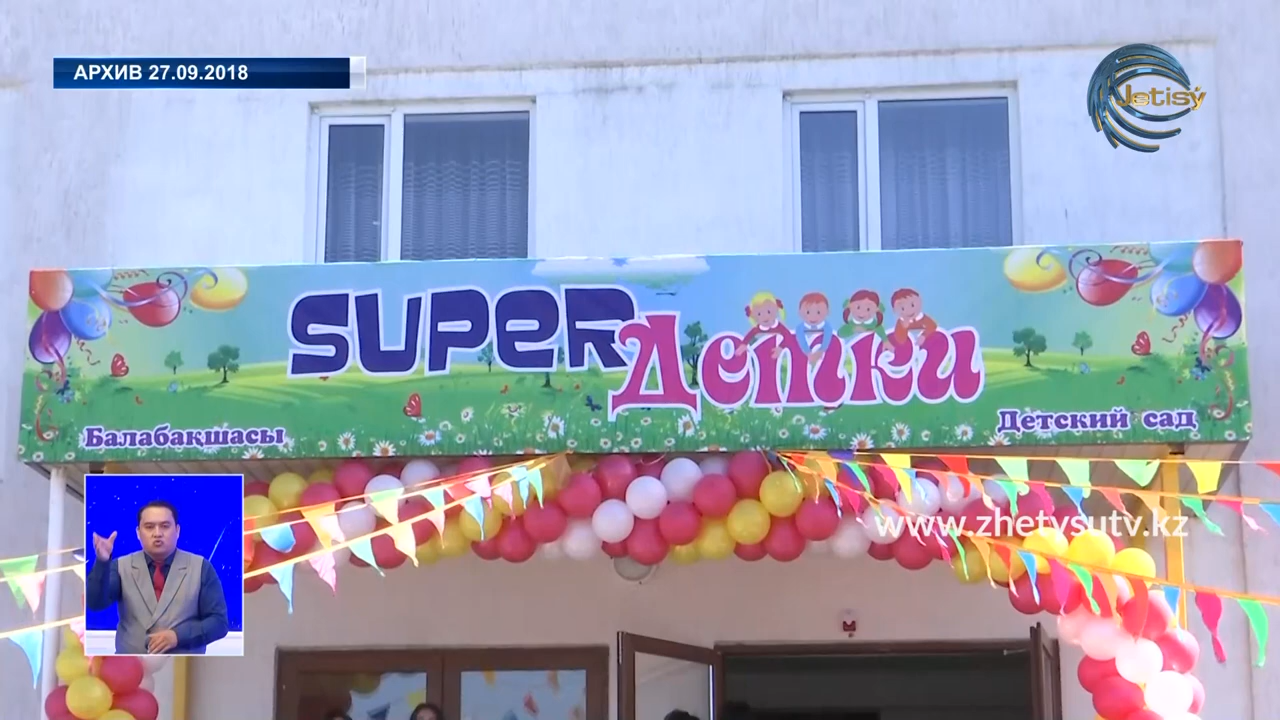 АРХИВ 27.09.2018
Jetisý
SUPER
Детки
Балабақшасы
Детский сад
www.zhetysutv.kz